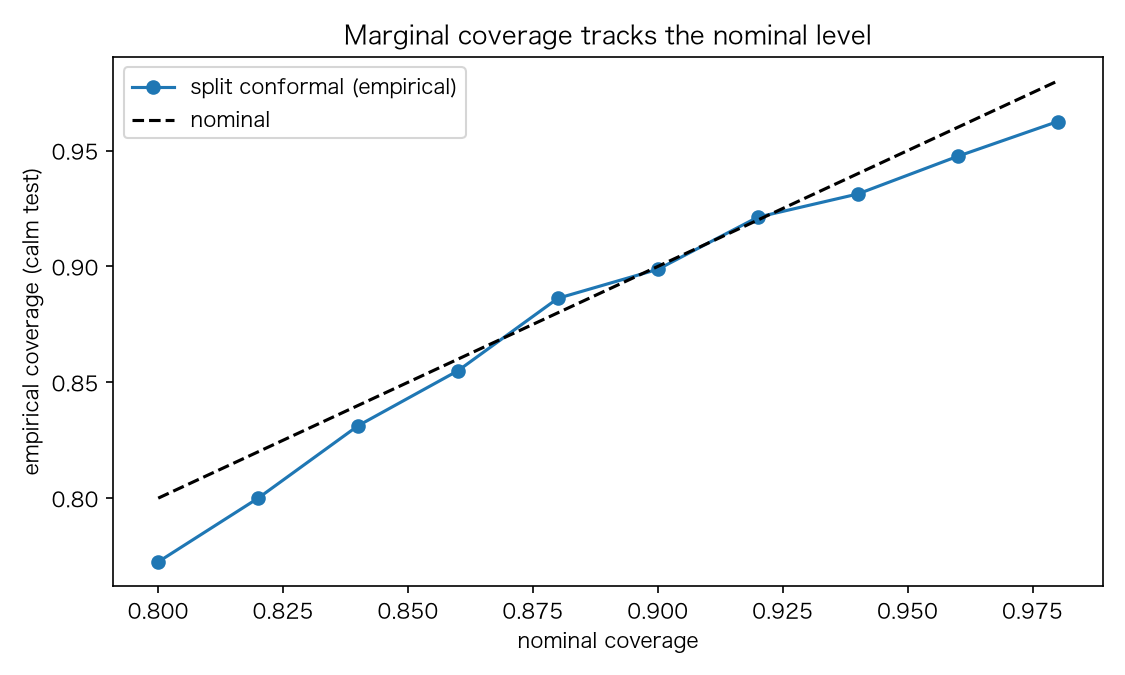 Marginal coverage tracks the nominal level
split conformal (empirical)
nominal
empirical coverage (calm test)
0.95
0.90
0.85
0.80
0.800 0.825 0.850 0.875 0.900 0.925 0.950 0.975
nominal coverage